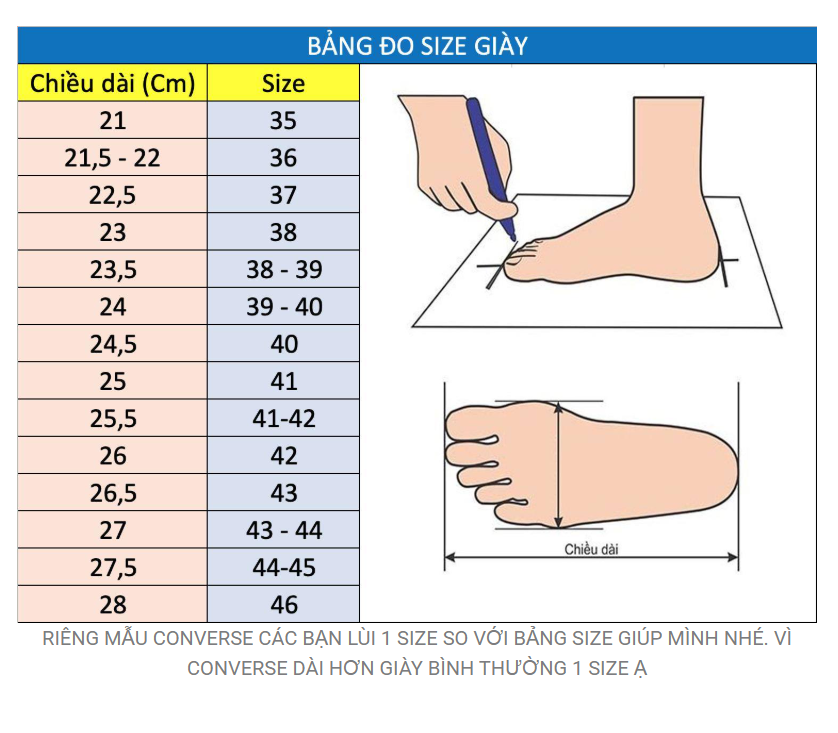 BẢNG ĐO SIZE GIÀY
Chiều dài (Cm) Size
21 35
21,5 - 22 36
22,5 37
23 38
23,5 38 - 39
24 39 - 40
24,5 40
25 41
25,5 41-42
26 42
26,5 43
27 43 - 44
27,5 44-45
28 46
Chiều dài
RIÊNG MẪU CONVERSE CÁC BẠN LÙI 1 SIZE SO VỚI BẢNG SIZE GIÚP MÌNH NHÉ. VÌ
CONVERSE DÀI HƠN GIÀY BÌNH THƯỜNG 1 SIZE Ạ